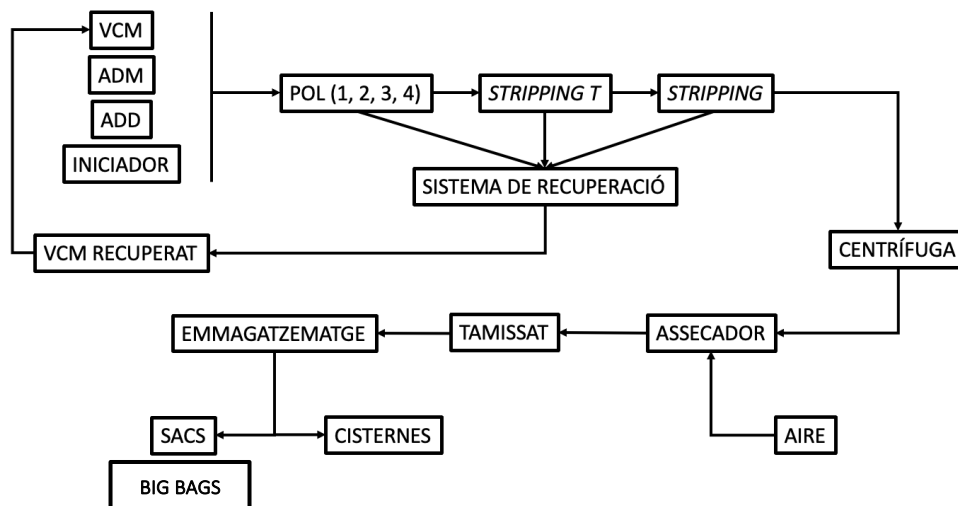 VCM
ADM
ADD
INICIADOR
POL (1, 2, 3, 4)
STRIPPING T
STRIPPING
SISTEMA DE RECUPERACIÓ
VCM RECUPERAT
CENTRÍFUGA
EMMAGATZEMATGE
TAMISSAT
ASSECADOR
SACS
CISTERNES
AIRE
BIG BAGS